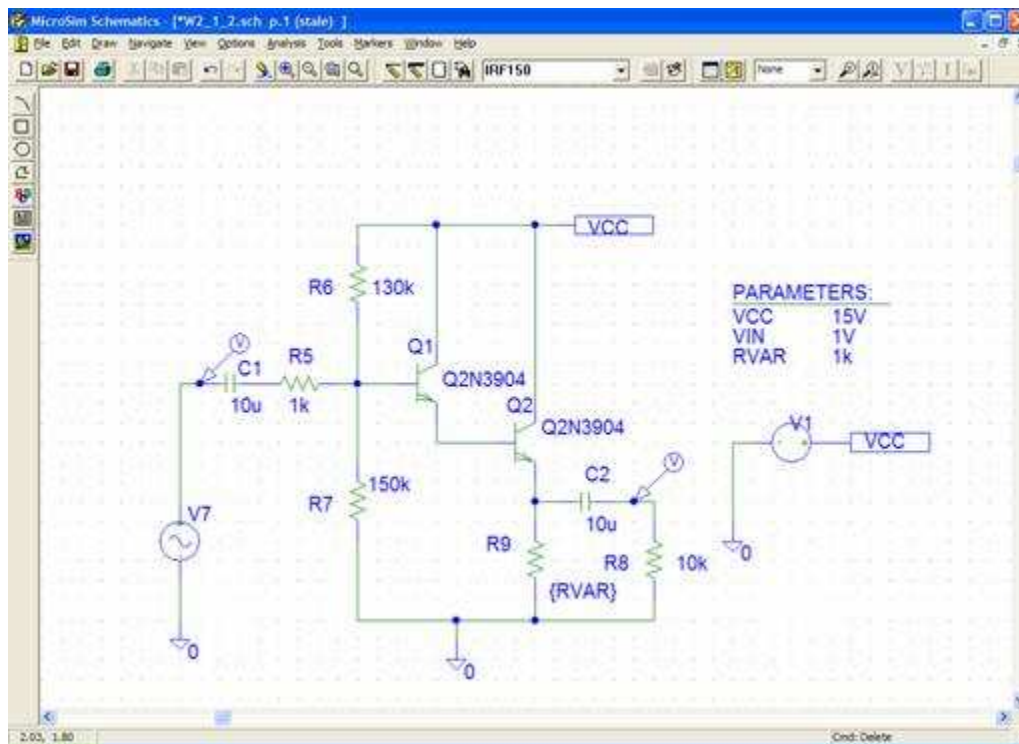 MicroSim Schematics - [*W2_1_2.sch p.1 (stale) ]
File Edit Draw Navigate View Options Analysis Tools Markers Window Help
IRF150
None
VCC
R6
130k
PARAMETERS:
VCC 15V
VIN 1V
RVAR 1k
V
C1
R5
Q1
Q2N3904
10u
1k
Q2
Q2N3904
V1
VCC
V
C2
R7
150k
10u
V7
R9
R8
10k
0
{RVAR}
0
0
2.03, 1.80
Cmd: Delete